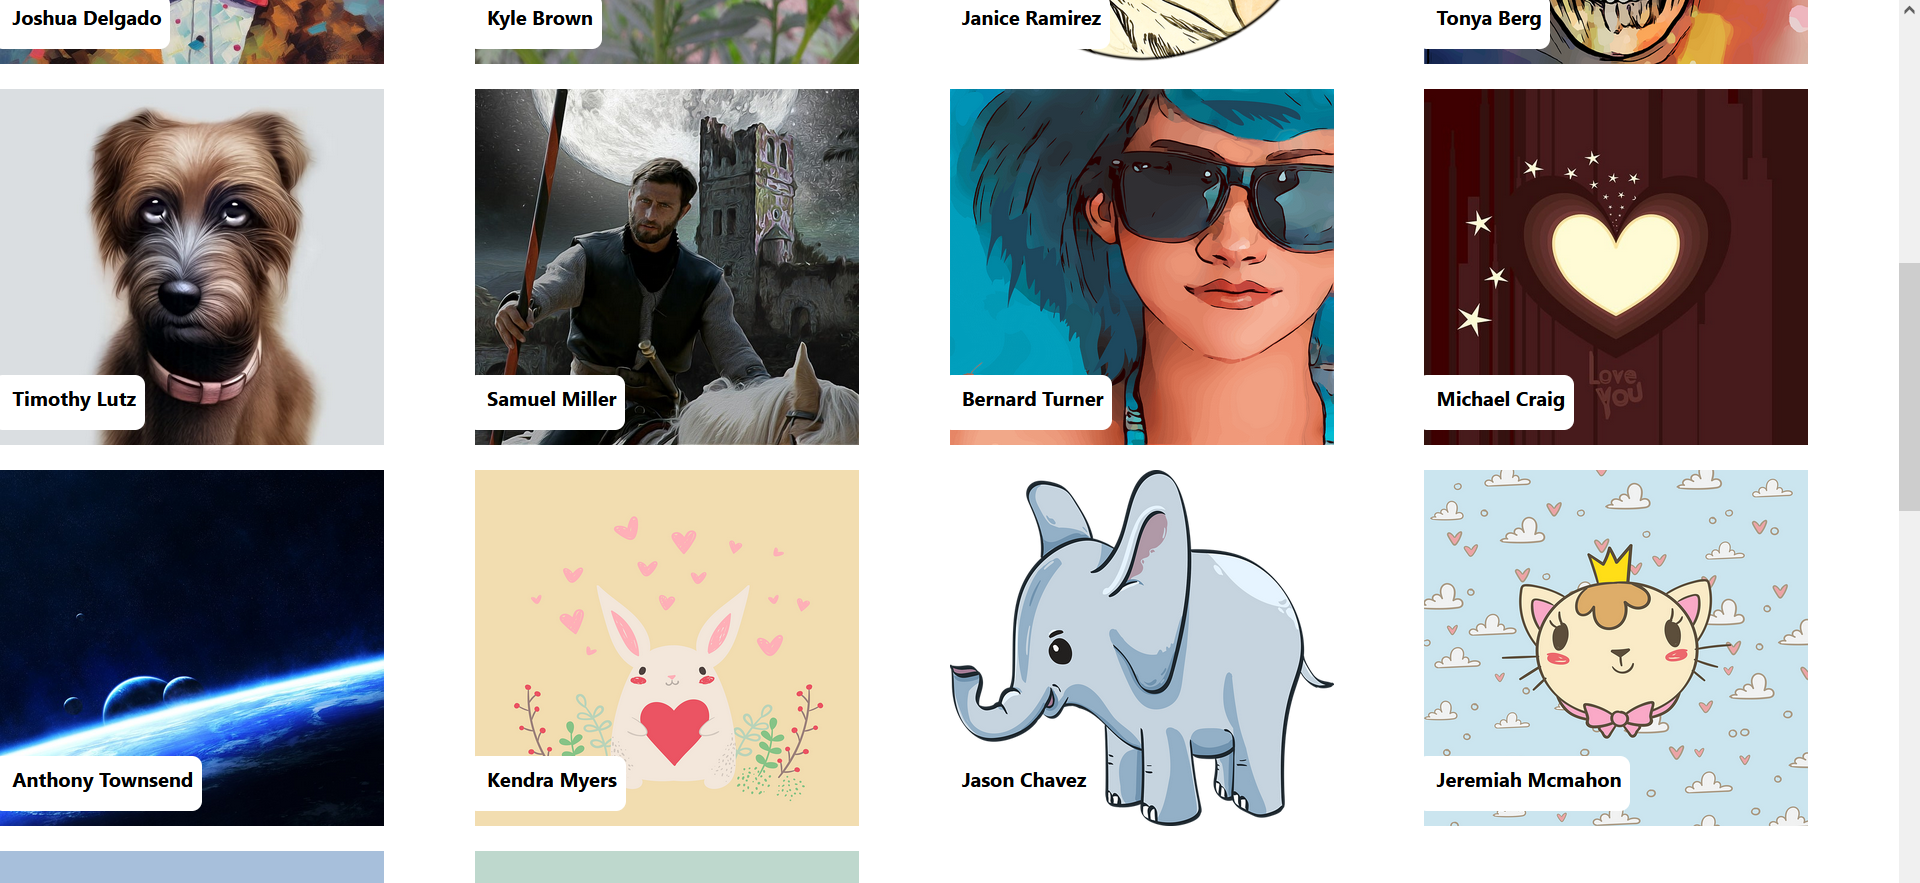 Joshua Delgado
Kyle Brown
Janice Ramirez
Tonya Berg
Timothy Lutz
Samuel Miller
Bernard Turner
Michael Craig
Love
you
Anthony Townsend
Kendra Myers
Jason Chavez
Jeremiah Mcmahon